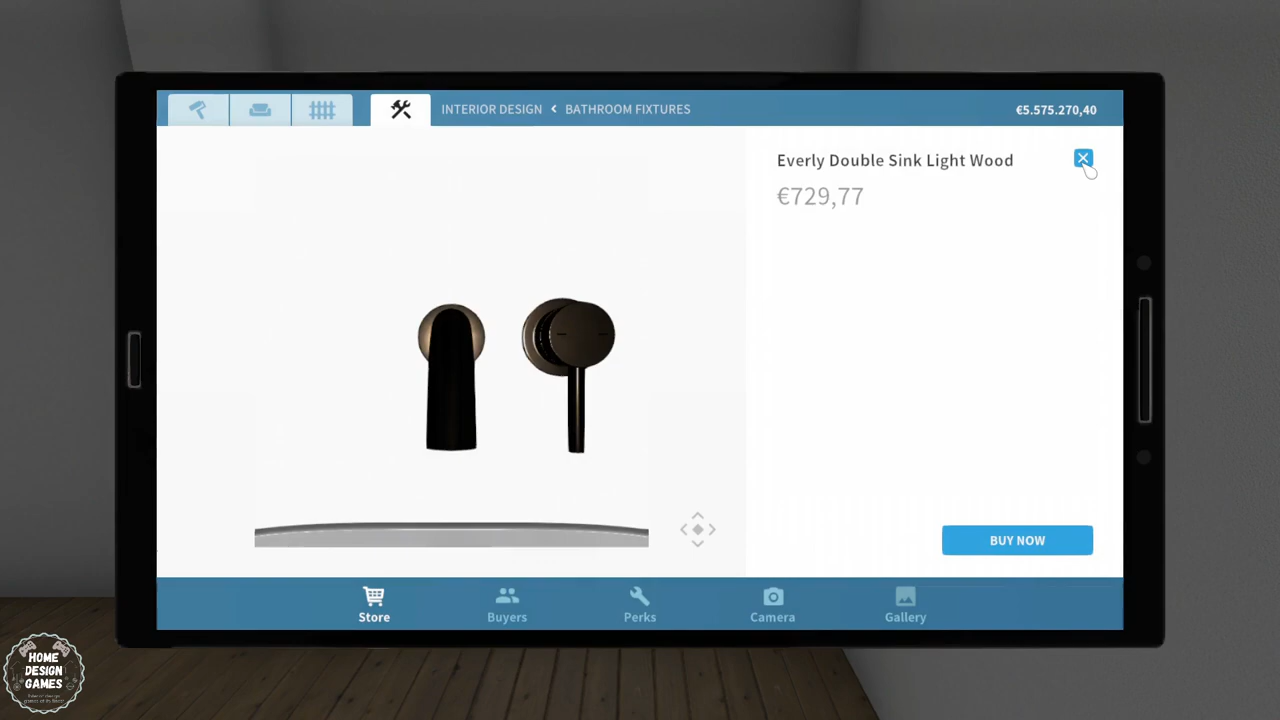 INTERIOR DESIGN < BATHROOM FIXTURES
€5.575.270,40
Everly Double Sink Light Wood
€729,77
BUY NOW
Store
Buyers
Perks
Camera
Gallery
HOME
DESIGN
GAMES